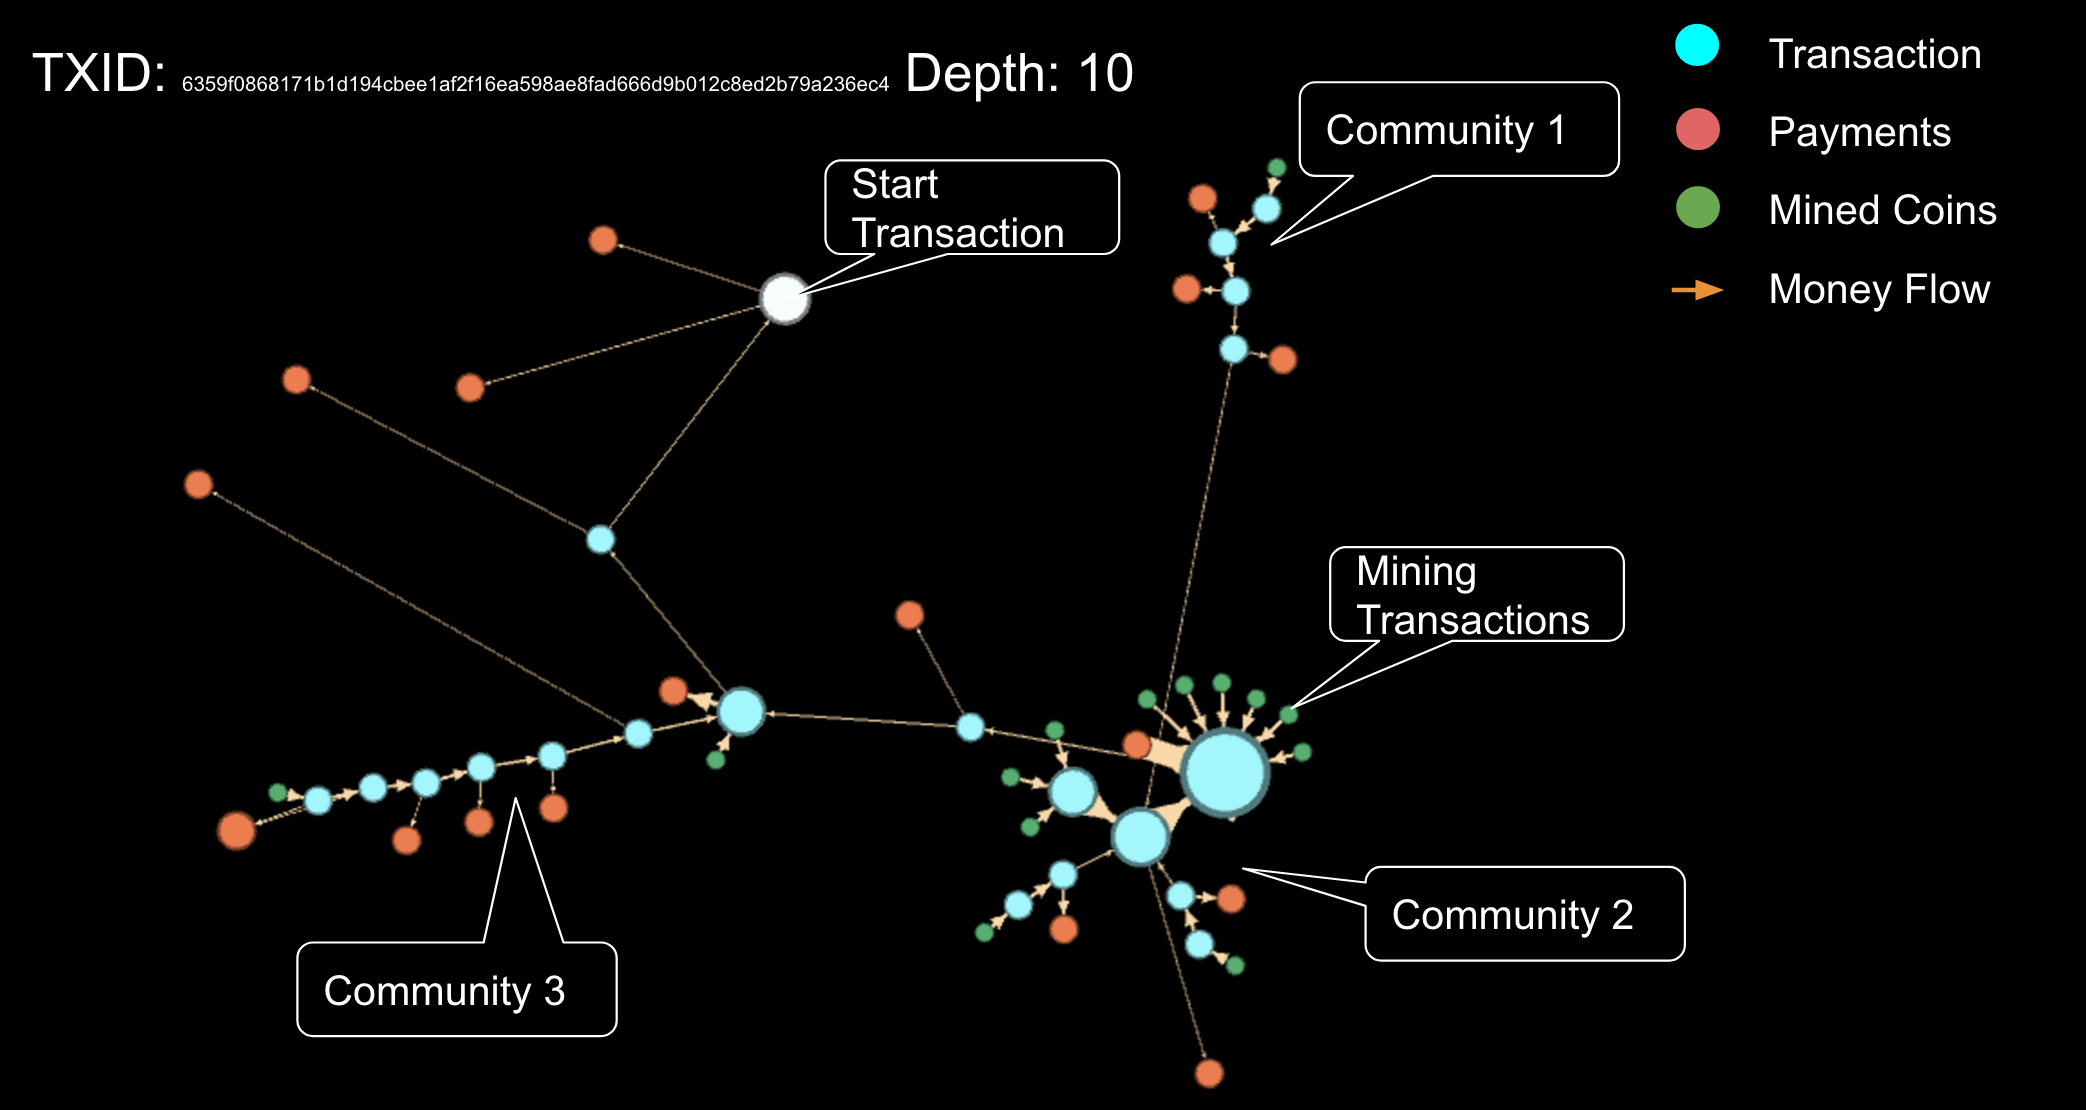 TXID: 6359f0868171b1d194cbee1af2f16ea598ae8fad666d9b012c8ed2b79a236ec4 Depth: 10
Transaction
Payments
Mined Coins
Money Flow
Community 1
Start
Transaction
Mining
Transactions
Community 2
Community 3